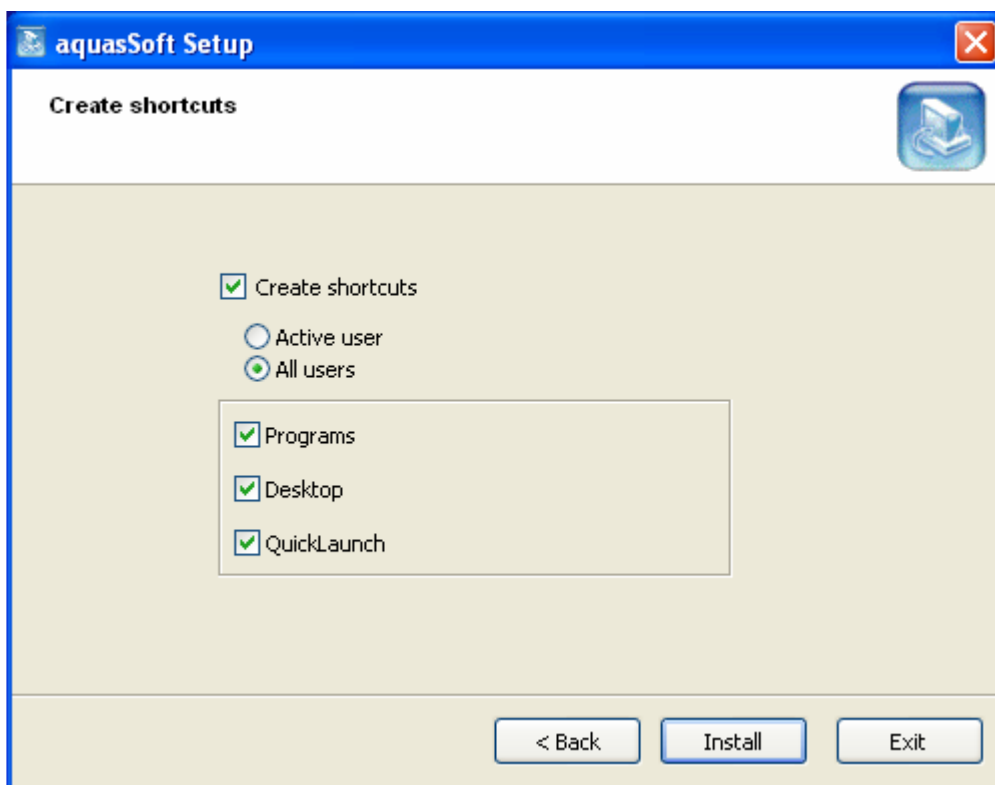 aquasSoft Setup
Create shortcuts
Create shortcuts
Active user
All users
Programs
Desktop
QuickLaunch
< Back Install Exit